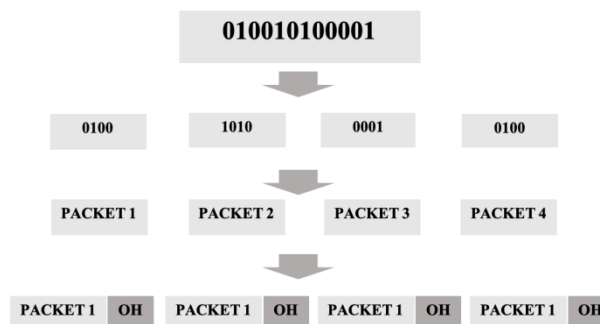 010010100001
0100 1010 0001 0100
PACKET 1 PACKET 2 PACKET 3 PACKET 4
PACKET 1 OH PACKET 1 OH PACKET 1 OH PACKET 1 OH